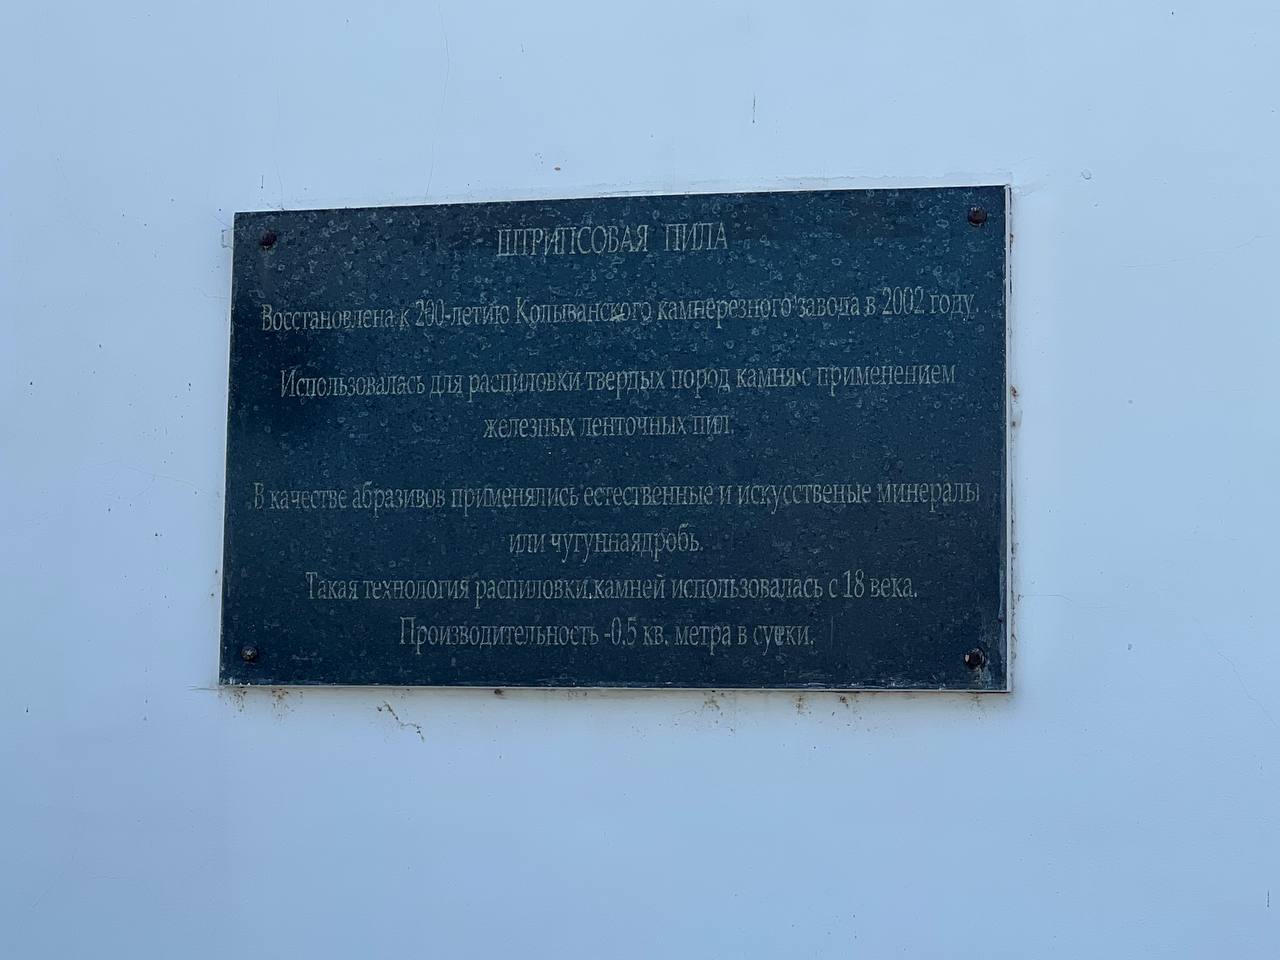 ШТРИПСОВАЯ ПИЛА
Восстановлена к 200-летию Колыванского камнерезного завода в 2002 году.
Использовалась для распиловки твердых пород камня с применением
железных ленточных пил.
В качестве абразивов применялись естественные и искусственые минералы
или чугуннаядробь.
Такая технология распиловки камней использовалась с 18 века.
Производительность -0.5 кв. метра в сутки.